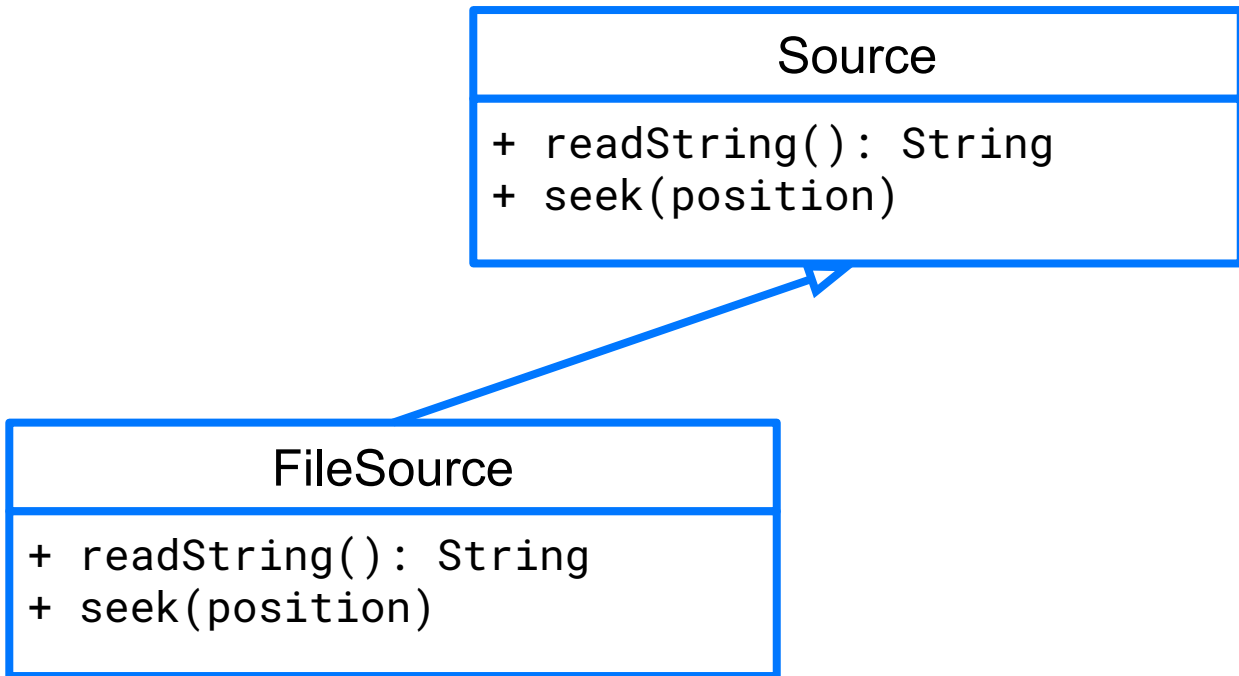 Source
+ readString(): String
+ seek(position)
FileSource
+ readString(): String
+ seek(position)